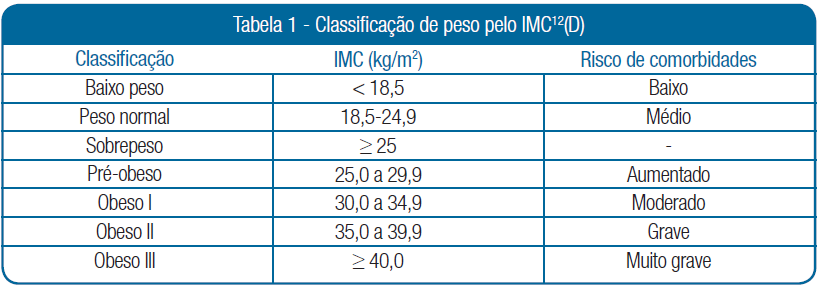 Tabela 1 - Classificação de peso pelo IMC¹²(D)
Classificação IMC (kg/m²) Risco de comorbidades
Baixo peso < 18,5 Baixo
Peso normal 18,5-24,9 Médio
Sobrepeso ≥ 25 -
Pré-obeso 25,0 a 29,9 Aumentado
Obeso I 30,0 a 34,9 Moderado
Obeso II 35,0 a 39,9 Grave
Obeso III ≥ 40,0 Muito grave